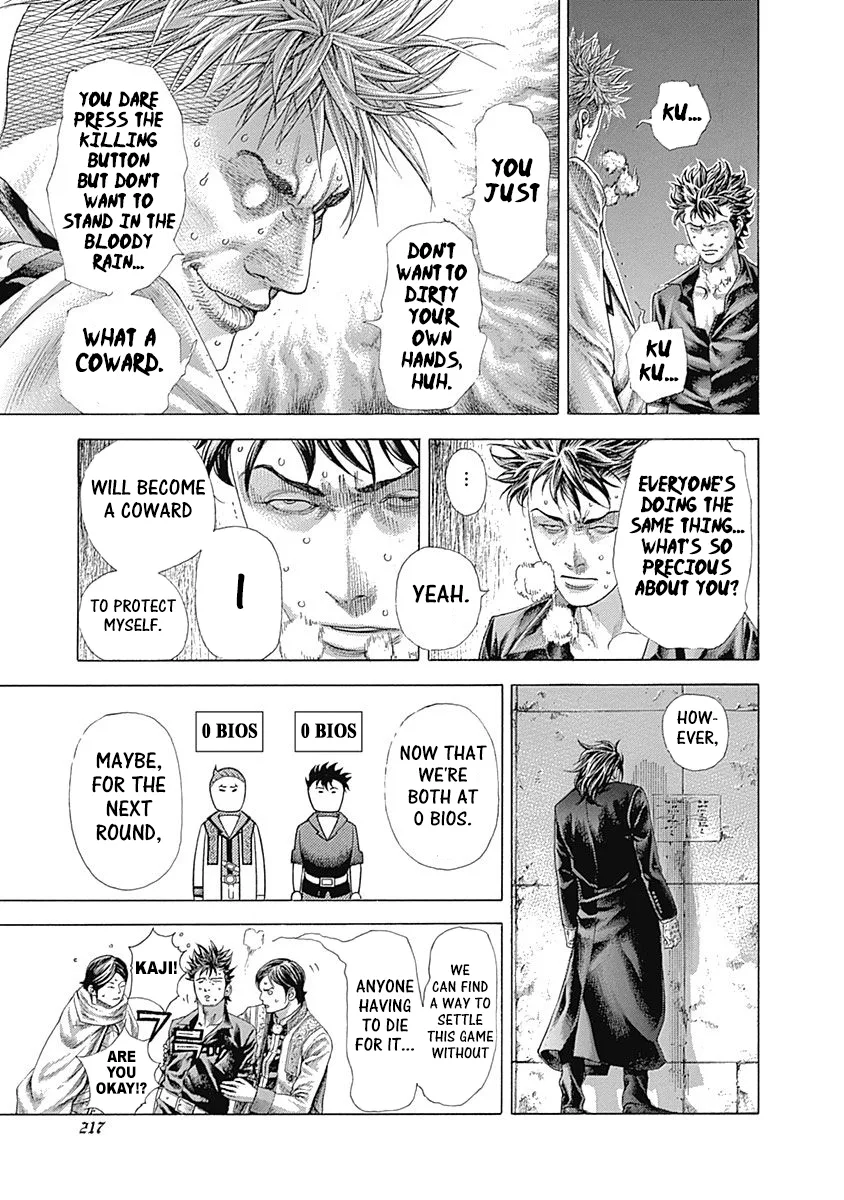 KU...
KU
KU...
YOU
JUST
DON'T
WANT TO
DIRTY
YOUR
OWN
HANDS,
HUH.
YOU DARE
PRESS THE
KILLING
BUTTON
BUT DON'T
WANT TO
STAND IN THE
BLOODY
RAIN...
WHAT A
COWARD.
EVERYONE'S
DOING THE
SAME THING...
WHAT'S SO
PRECIOUS
ABOUT YOU?
...
YEAH.
I
WILL BECOME
A COWARD
TO PROTECT
MYSELF.
HOW-
EVER,
NOW THAT
WE'RE
BOTH AT
0 BIOS.
0 BIOS
0 BIOS
MAYBE,
FOR THE
NEXT
ROUND,
WE
CAN FIND
A WAY TO
SETTLE
THIS GAME
WITHOUT
ANYONE
HAVING
TO DIE
FOR IT...
KAJI!
ARE
YOU
OKAY!?
217